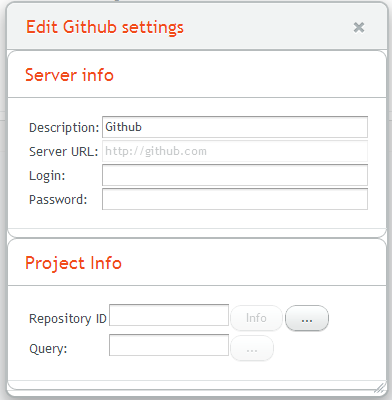 Edit Github settings ×
Server info
Description: Github
Server URL: http://github.com
Login:
Password:
Project Info
Repository ID Info ...
Query: ...